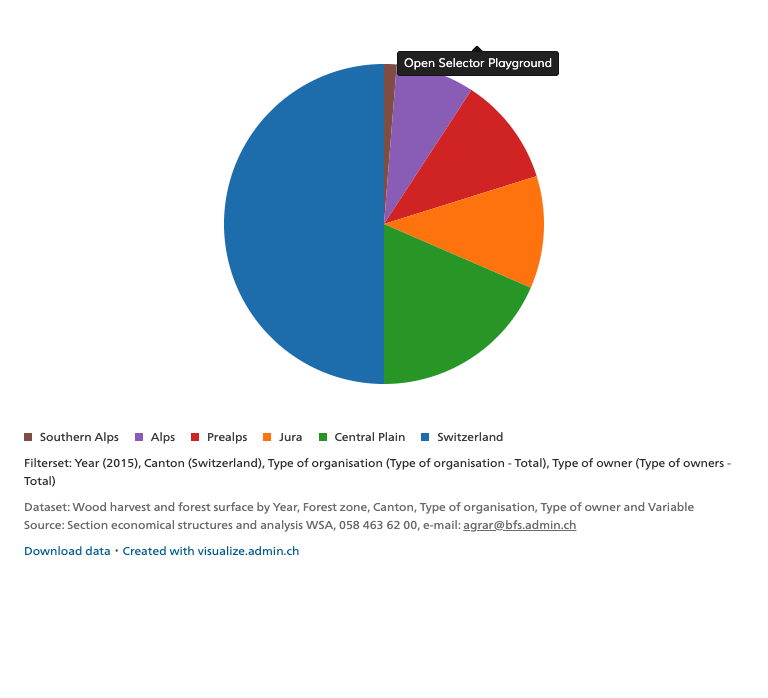 Open Selector Playground
Southern Alps Alps Prealps Jura Central Plain Switzerland
Filterset: Year (2015), Canton (Switzerland), Type of organisation (Type of organisation - Total), Type of owner (Type of owners -
Total)
Dataset: Wood harvest and forest surface by Year, Forest zone, Canton, Type of organisation, Type of owner and Variable
Source: Section economical structures and analysis WSA, 058 463 62 00, e-mail: agrar@bfs.admin.ch
Download data • Created with visualize.admin.ch